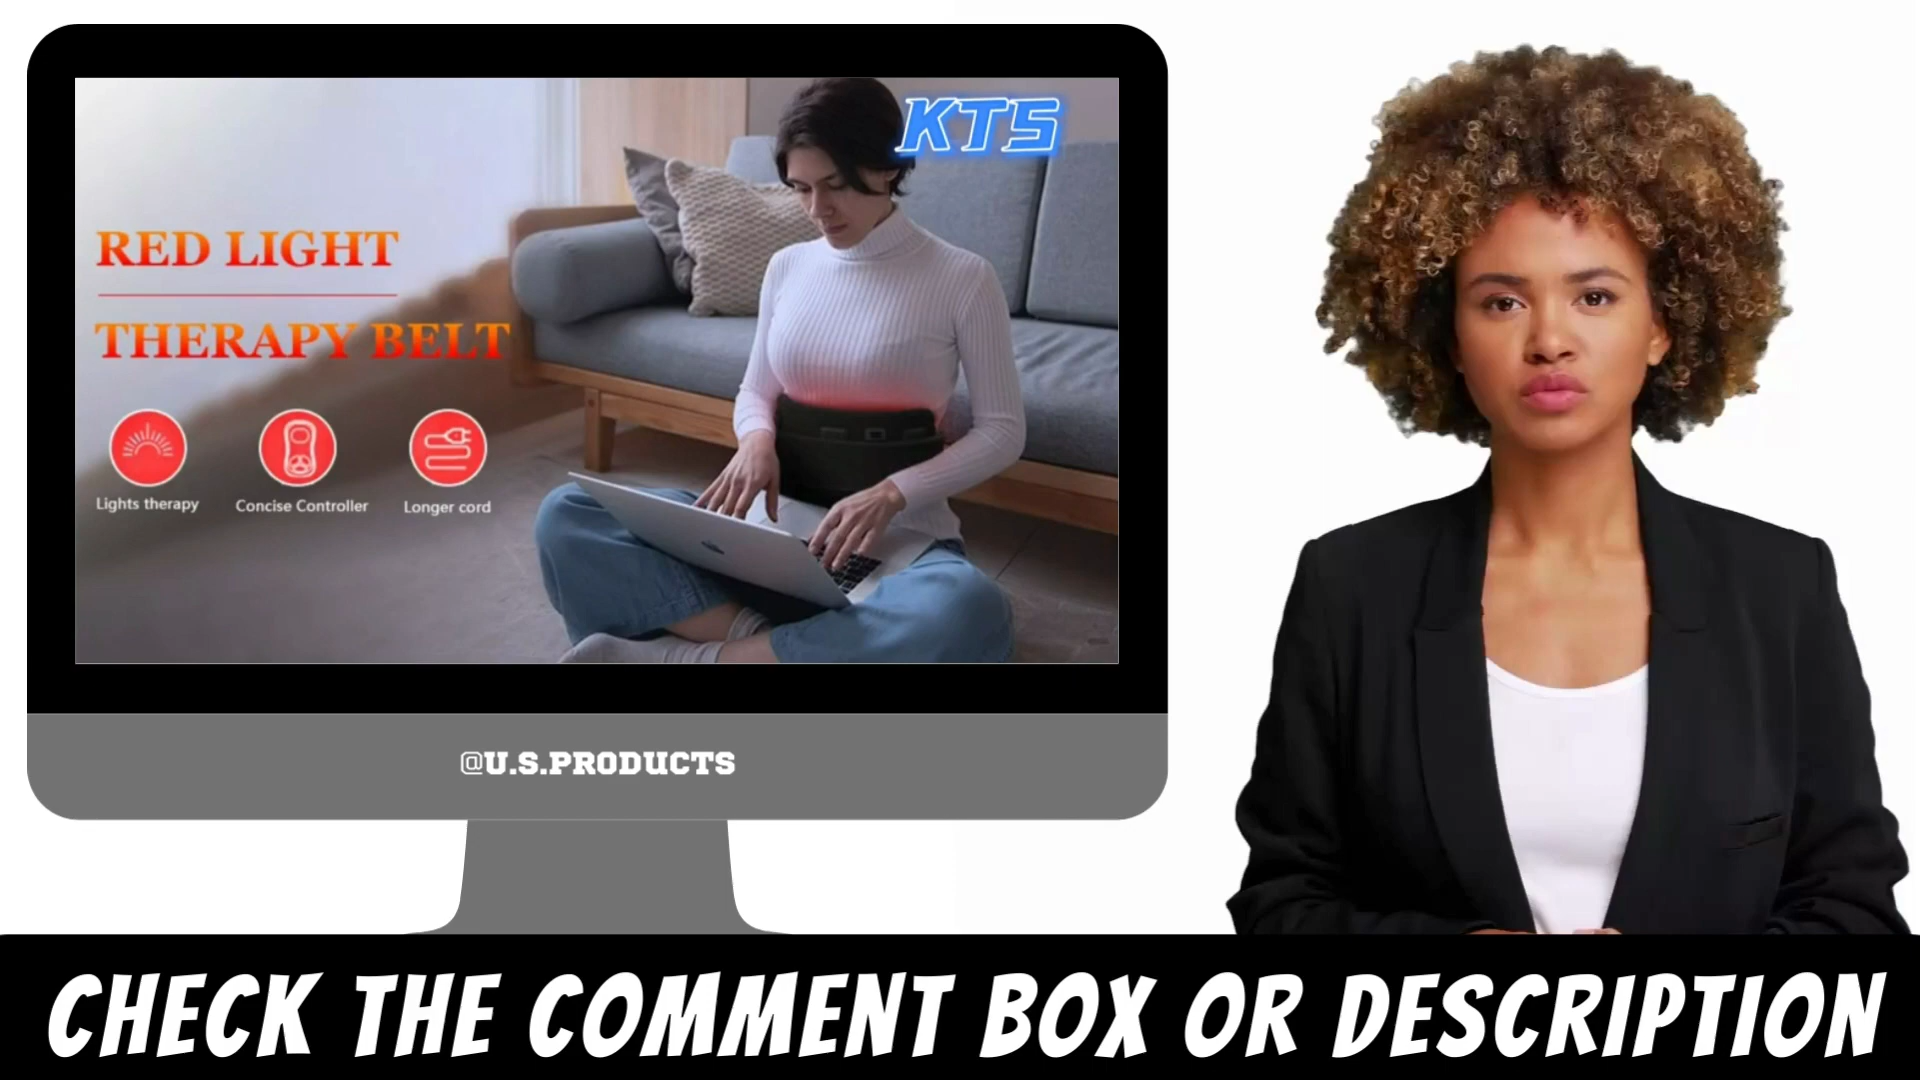 KTS
RED LIGHT
THERAPY BELT
Lights therapy
Concise Controller
Longer cord
@U.S.PRODUCTS
CHECK THE COMMENT BOX OR DESCRIPTION